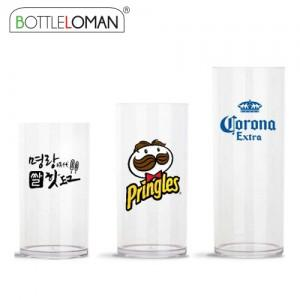 BOTTLELOMAN®
명랑
쌀 핫도그
Pringles
Corona
Extra